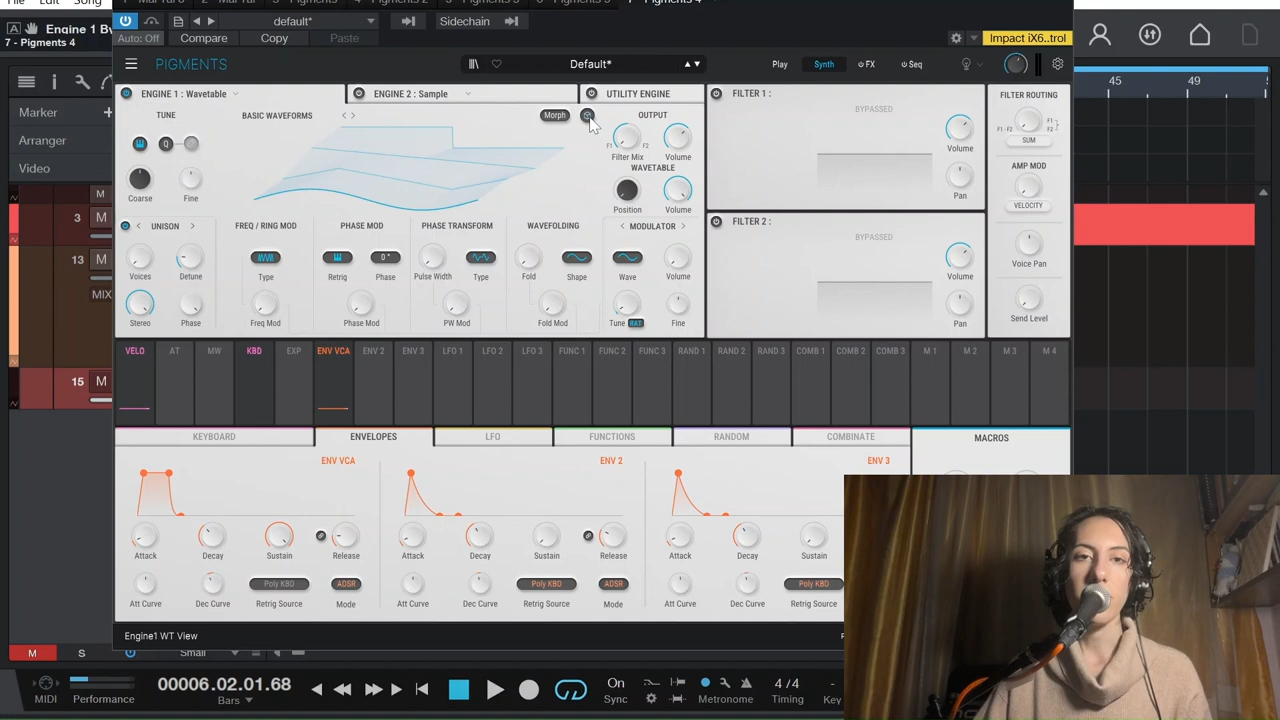 File Edit Song
default*
Sidechain
Engine 1 By
7 - Pigments 4
Auto: Off
Compare
Copy
Paste
Impact iX6..trol
PIGMENTS
Default*
Play
Synth
FX
Seq
45
49
Marker
Arranger
Video
ENGINE 1: Wavetable
ENGINE 2: Sample
UTILITY ENGINE
FILTER 1 :
FILTER ROUTING
TUNE
BASIC WAVEFORMS
Morph
OUTPUT
BYPASSED
F1
F2
F1 - F2
F1
F2
Q
Filter Mix
Volume
Volume
SUM
WAVETABLE
AMP MOD
Coarse
Fine
Position
Volume
Pan
VELOCITY
M
3
M
UNISON
FREQ / RING MOD
PHASE MOD
PHASE TRANSFORM
WAVEFOLDING
MODULATOR
FILTER 2 :
BYPASSED
13
M
0°
Volume
Voice Pan
Voices
Detune
Type
Retrig
Phase
Pulse Width
Type
Fold
Shape
Wave
Volume
MIX
Stereo
Phase
Freq Mod
Phase Mod
PW Mod
Fold Mod
Tune
RAT
Fine
Pan
Send Level
VELO
AT
MW
KBD
EXP
ENV VCA
ENV 2
ENV 3
LFO 1
LFO 2
LFO 3
FUNC 1
FUNC 2
FUNC 3
RAND 1
RAND 2
RAND 3
COMB 1
COMB 2
COMB 3
M 1
M 2
M 3
M 4
15
M
KEYBOARD
ENVELOPES
LFO
FUNCTIONS
RANDOM
COMBINATE
MACROS
ENV VCA
ENV 2
ENV 3
Attack
Decay
Sustain
Release
Attack
Decay
Sustain
Release
Attack
Decay
Sustain
Poly KBD
ADSR
Poly KBD
ADSR
Poly KBD
Att Curve
Dec Curve
Retrig Source
Mode
Att Curve
Dec Curve
Retrig Source
Mode
Att Curve
Dec Curve
Retrig Source
Engine1 WT View
M
S
Small
MIDI
Performance
00006.02.01.68
Bars
On
Sync
Metronome
4 / 4
Timing
-
Key